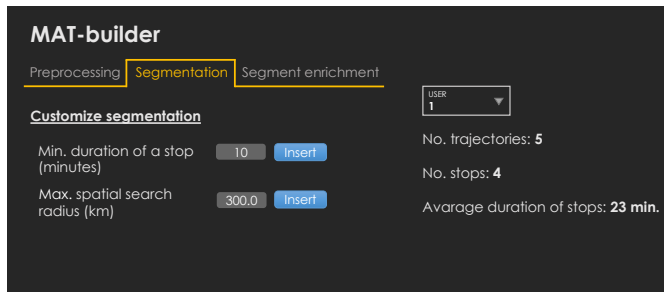 MAT-builder
Preprocessing Segmentation Segment enrichment
Customize segmentation
Min. duration of a stop
(minutes)
10 Insert
Max. spatial search
radius (km)
300.0 Insert
USER
1
No. trajectories: 5
No. stops: 4
Avarage duration of stops: 23 min.